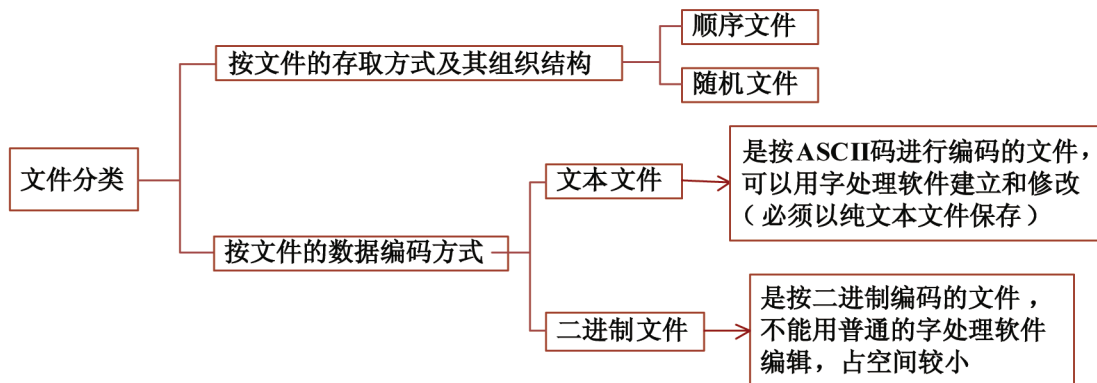 文件分类
按文件的存取方式及其组织结构
顺序文件
随机文件
按文件的数据编码方式
文本文件
是按ASCII码进行编码的文件，
可以用字处理软件建立和修改
（必须以纯文本文件保存）
二进制文件
是按二进制编码的文件，
不能用普通的字处理软件
编辑，占空间较小